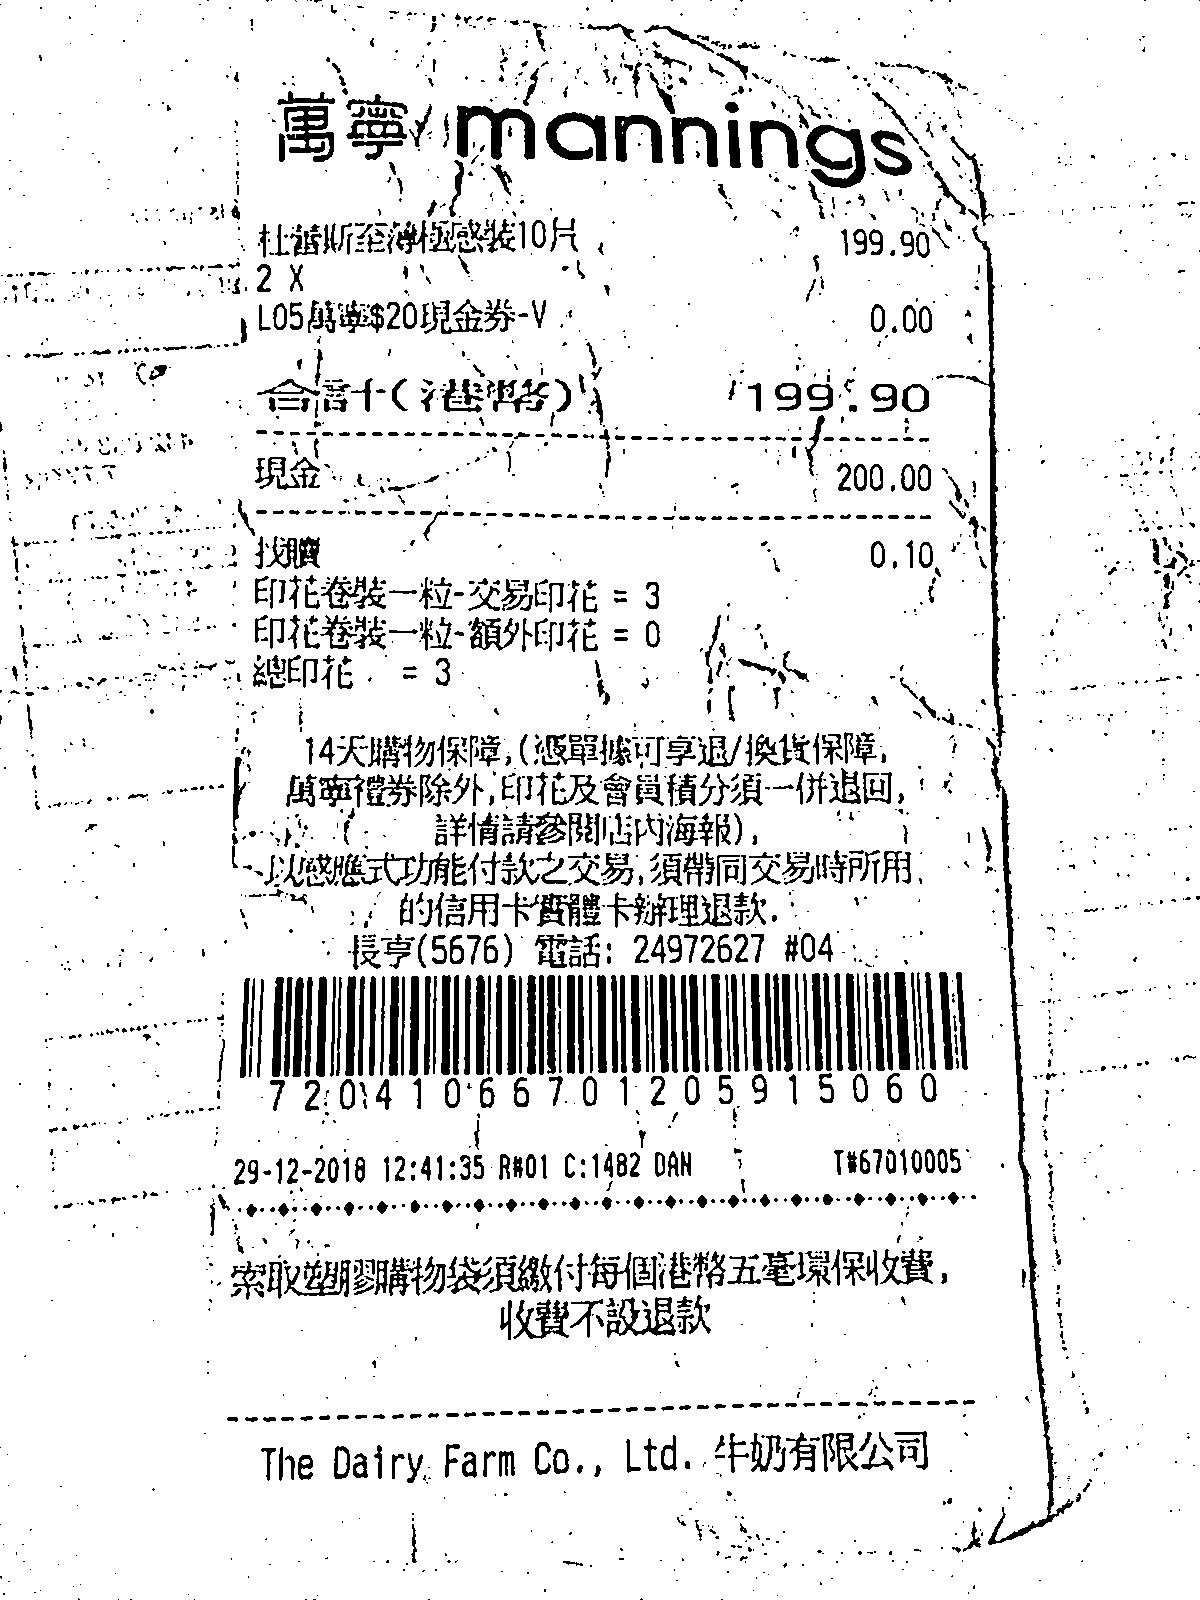 萬寧 mannings
杜蕾斯至薄極感裝10片 199.90
2 X
L05萬寧$20現金券-V 0.00
合計(港幣) 199.90
現金 200.00
找贖 0.10
印花卷裝一粒-交易印花 = 3
印花卷裝一粒-額外印花 = 0
總印花 = 3
14天購物保障,(憑單據可享退/換貨保障,
萬寧禮券除外,印花及會員積分須一併退回,
詳情請參閱店內海報),
以感應式功能付款之交易,須帶同交易時所用
的信用卡實體卡辦理退款.
長亨(5676) 電話: 24972627 #04
72041066701205915060
29-12-2018 12:41:35 R#01 C:1482 DAN T#67010005
索取塑膠購物袋須繳付每個港幣五毫環保收費,
收費不設退款
The Dairy Farm Co., Ltd. 牛奶有限公司